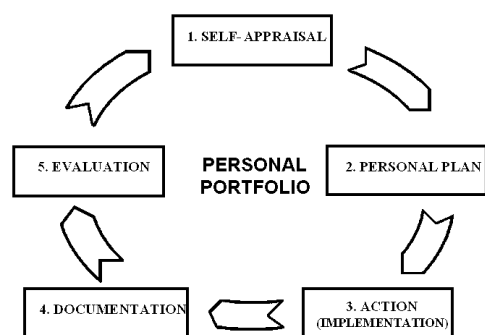 1. SELF- APPRAISAL
5. EVALUATION
PERSONAL
PORTFOLIO
2. PERSONAL PLAN
4. DOCUMENTATION
3. ACTION
(IMPLEMENTATION)